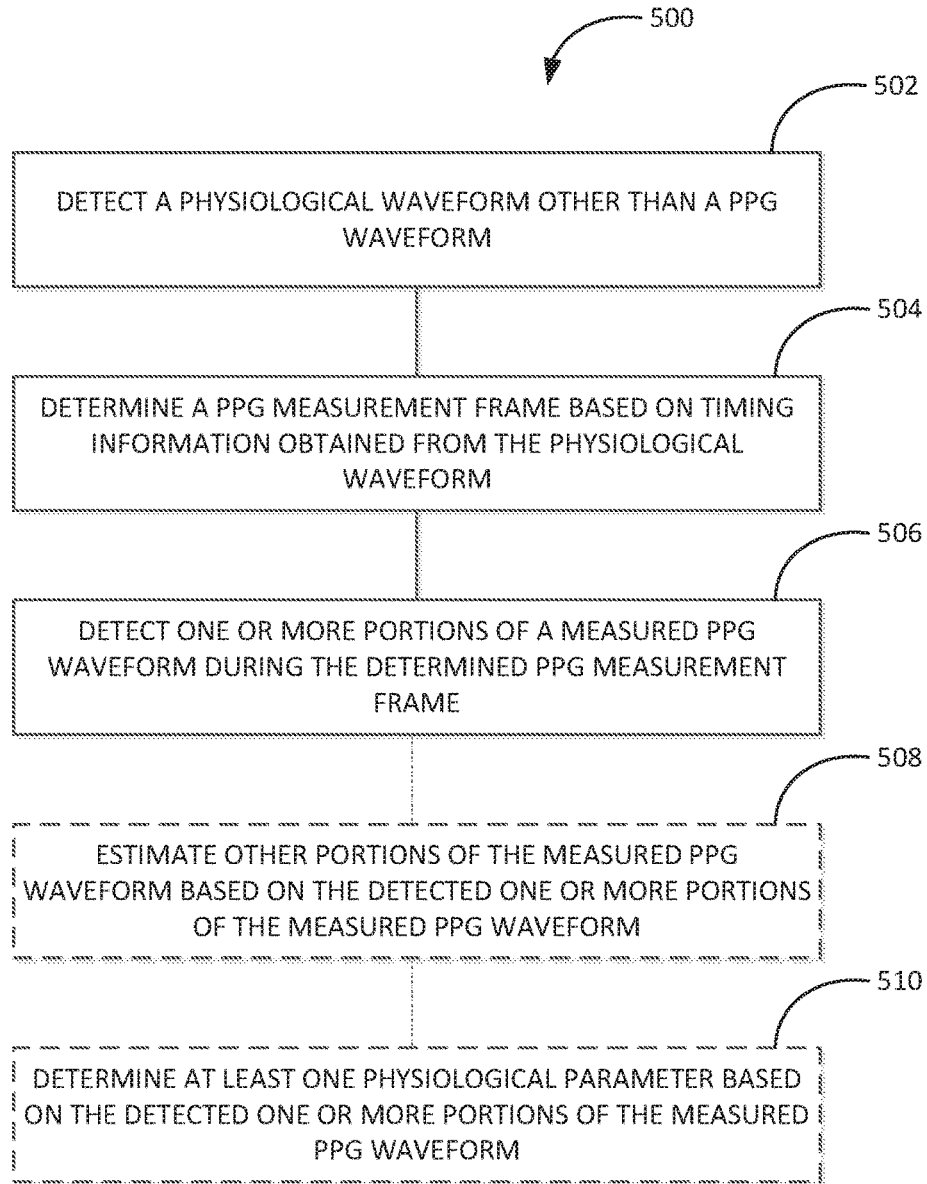 500
502
DETECT A PHYSIOLOGICAL WAVEFORM OTHER THAN A PPG
WAVEFORM
504
DETERMINE A PPG MEASUREMENT FRAME BASED ON TIMING
INFORMATION OBTAINED FROM THE PHYSIOLOGICAL
WAVEFORM
506
DETECT ONE OR MORE PORTIONS OF A MEASURED PPG
WAVEFORM DURING THE DETERMINED PPG MEASUREMENT
FRAME
508
ESTIMATE OTHER PORTIONS OF THE MEASURED PPG
WAVEFORM BASED ON THE DETECTED ONE OR MORE PORTIONS
OF THE MEASURED PPG WAVEFORM
510
DETERMINE AT LEAST ONE PHYSIOLOGICAL PARAMETER BASED
ON THE DETECTED ONE OR MORE PORTIONS OF THE MEASURED
PPG WAVEFORM